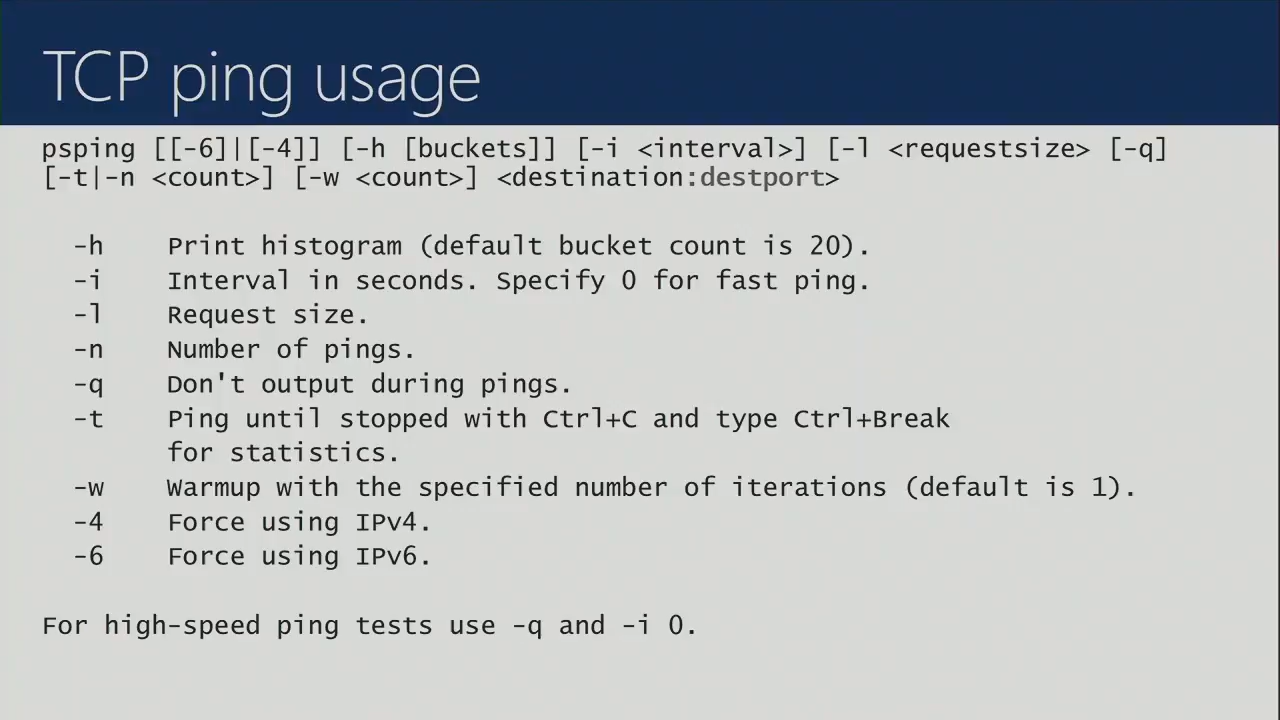 TCP ping usage
psping [[-6]|[-4]] [-h [buckets]] [-i <interval>] [-l <requestsize> [-q]
[-t|-n <count>] [-w <count>] <destination:destport>
-h Print histogram (default bucket count is 20).
-i Interval in seconds. Specify 0 for fast ping.
-l Request size.
-n Number of pings.
-q Don't output during pings.
-t Ping until stopped with Ctrl+C and type Ctrl+Break
for statistics.
-w Warmup with the specified number of iterations (default is 1).
-4 Force using IPv4.
-6 Force using IPv6.
For high-speed ping tests use -q and -i 0.